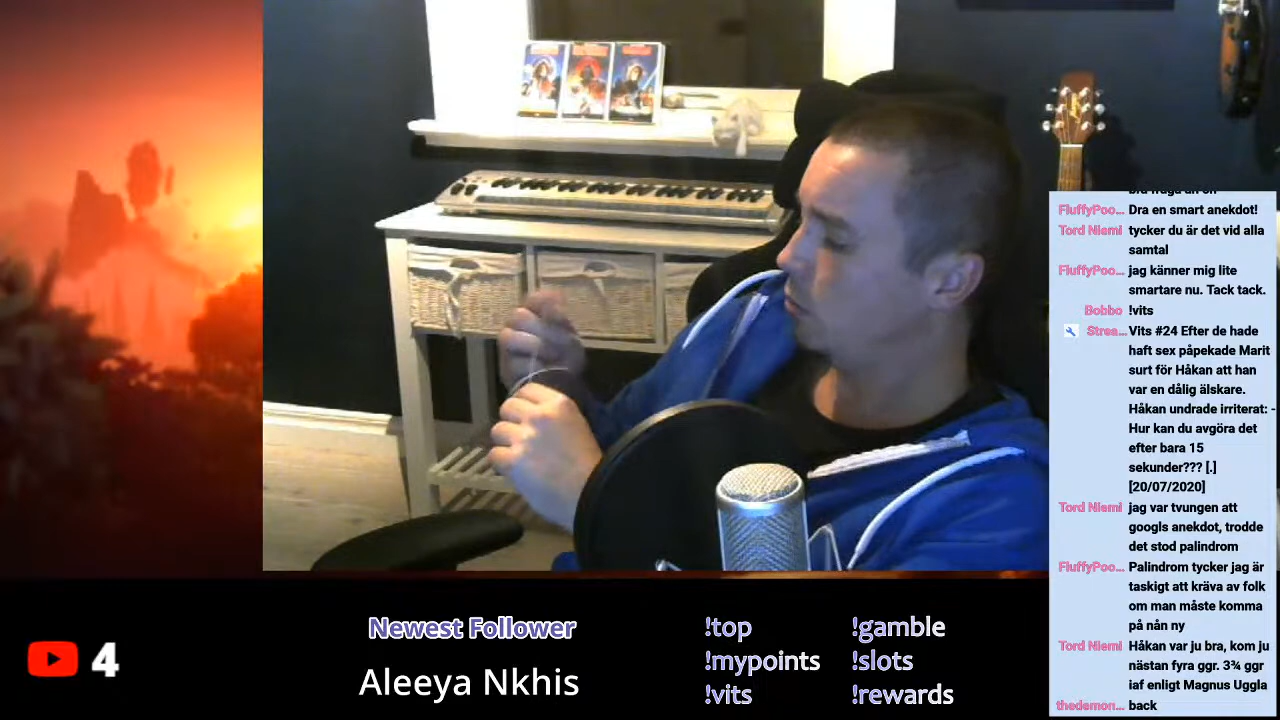 FluffyPoo... Dra en smart anekdot!
Tord Niemi tycker du är det vid alla
samtal
FluffyPoo... jag känner mig lite
smartare nu. Tack tack.
Bobbo !vits
Strea... Vits #24 Efter de hade
haft sex påpekade Marit
surt för Håkan att han
var en dålig älskare.
Håkan undrade irriterat: -
Hur kan du avgöra det
efter bara 15
sekunder??? [.]
[20/07/2020]
Tord Niemi jag var tvungen att
googls anekdot, trodde
det stod palindrom
FluffyPoo... Palindrom tycker jag är
taskigt att kräva av folk
om man måste komma
på nån ny
Tord Niemi Håkan var ju bra, kom ju
nästan fyra ggr. 3¾ ggr
iaf enligt Magnus Uggla
thedemon... back
4
Newest Follower
Aleeya Nkhis
!top
!mypoints
!vits
!gamble
!slots
!rewards